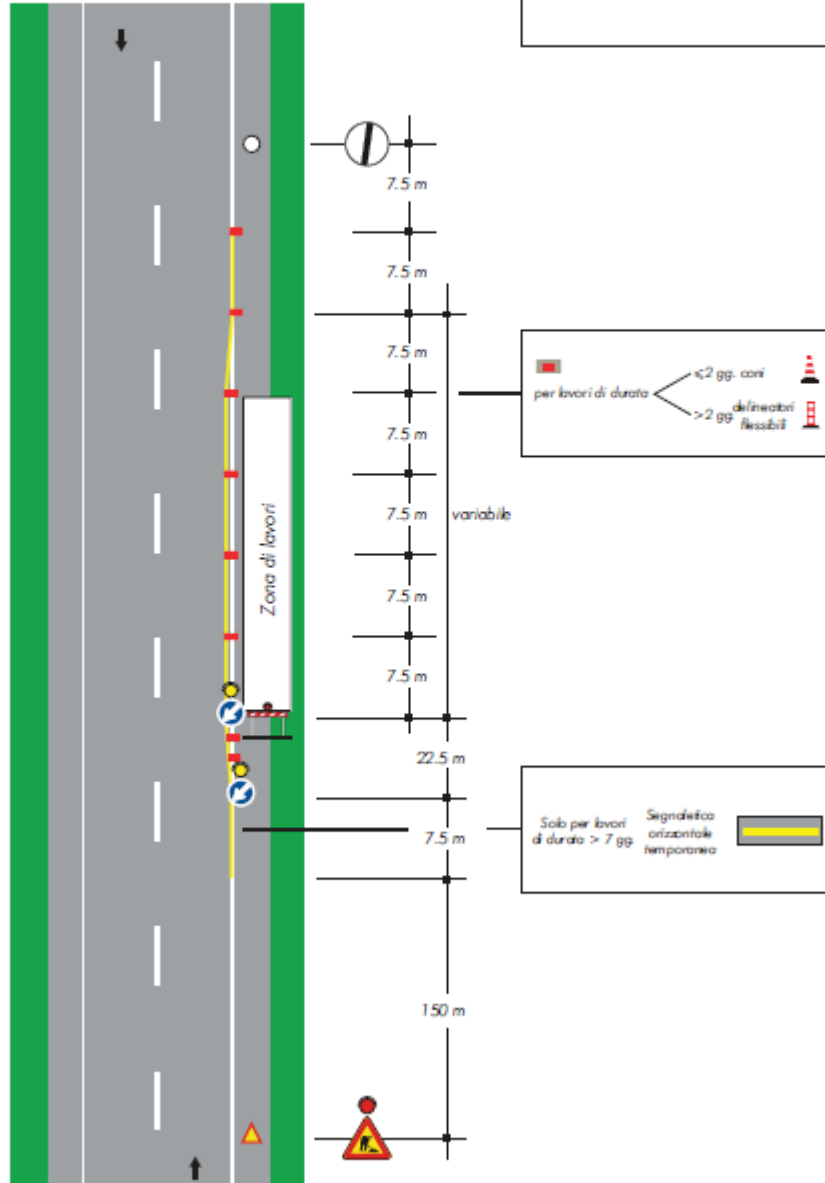 7.5 m
7.5 m
7.5 m
7.5 m
7.5 m
7.5 m
7.5 m
variabile
Zona di lavori
22.5 m
7.5 m
150 m
per lavori di durata
⩽2 gg. coni
>2 gg. delineatori
flessibili
Solo per lavori
di durata > 7 gg.
Segnaletica
orizzontale
temporanea